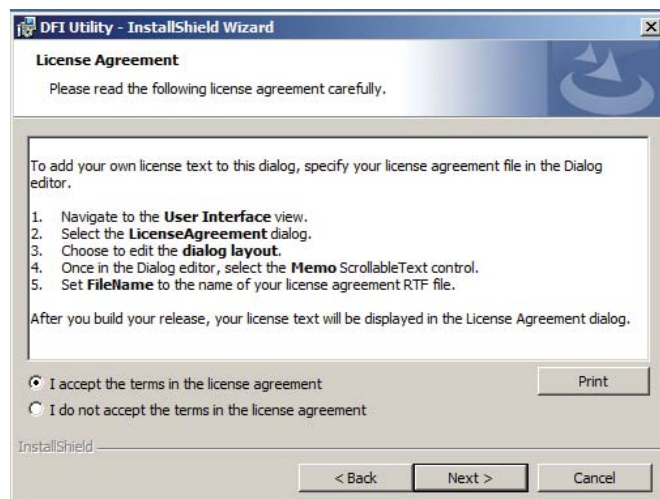 DFI Utility - InstallShield Wizard
License Agreement
Please read the following license agreement carefully.
To add your own license text to this dialog, specify your license agreement file in the Dialog
editor.
1. Navigate to the User Interface view.
2. Select the LicenseAgreement dialog.
3. Choose to edit the dialog layout.
4. Once in the Dialog editor, select the Memo ScrollableText control.
5. Set FileName to the name of your license agreement RTF file.
After you build your release, your license text will be displayed in the License Agreement dialog.
I accept the terms in the license agreement
Print
I do not accept the terms in the license agreement
InstallShield
< Back Next > Cancel